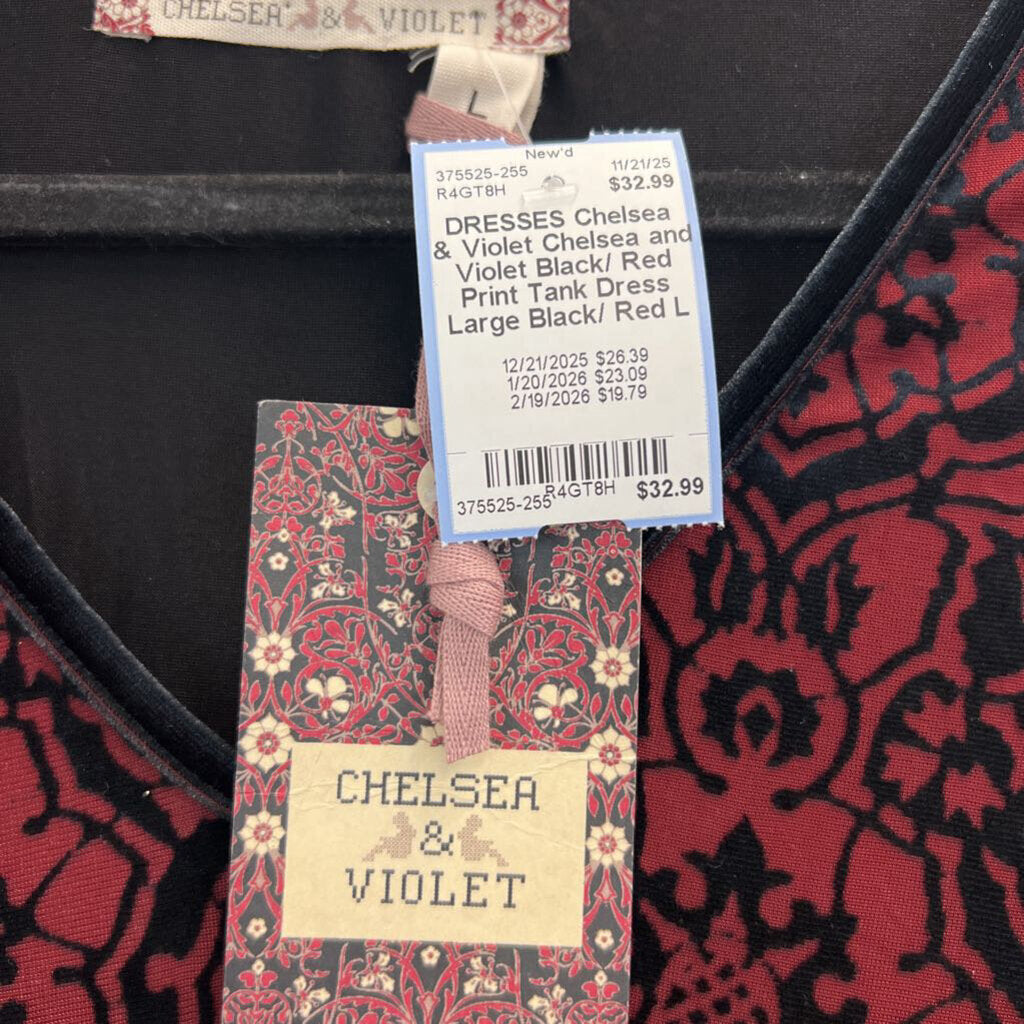 CHELSEA & VIOLET
L
New'd
375525-255 11/21/25
R4GT8H $32.99
DRESSES Chelsea
& Violet Chelsea and
Violet Black/ Red
Print Tank Dress
Large Black/ Red L
12/21/2025 $26.39
1/20/2026 $23.09
2/19/2026 $19.79
375525-255 R4GT8H $32.99
CHELSEA
&
VIOLET